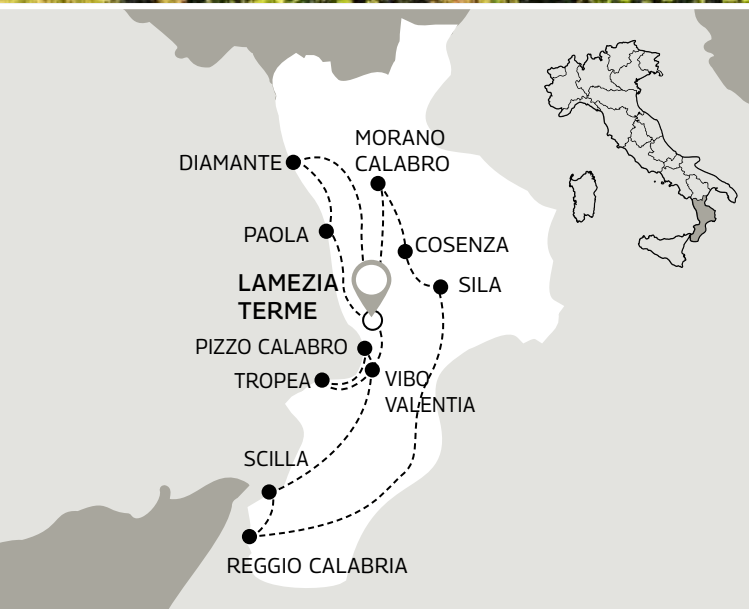 MORANO
CALABRO
DIAMANTE
PAOLA
COSENZA
LAMEZIA
TERME
SILA
PIZZO CALABRO
TROPEA
VIBO
VALENTIA
SCILLA
REGGIO CALABRIA